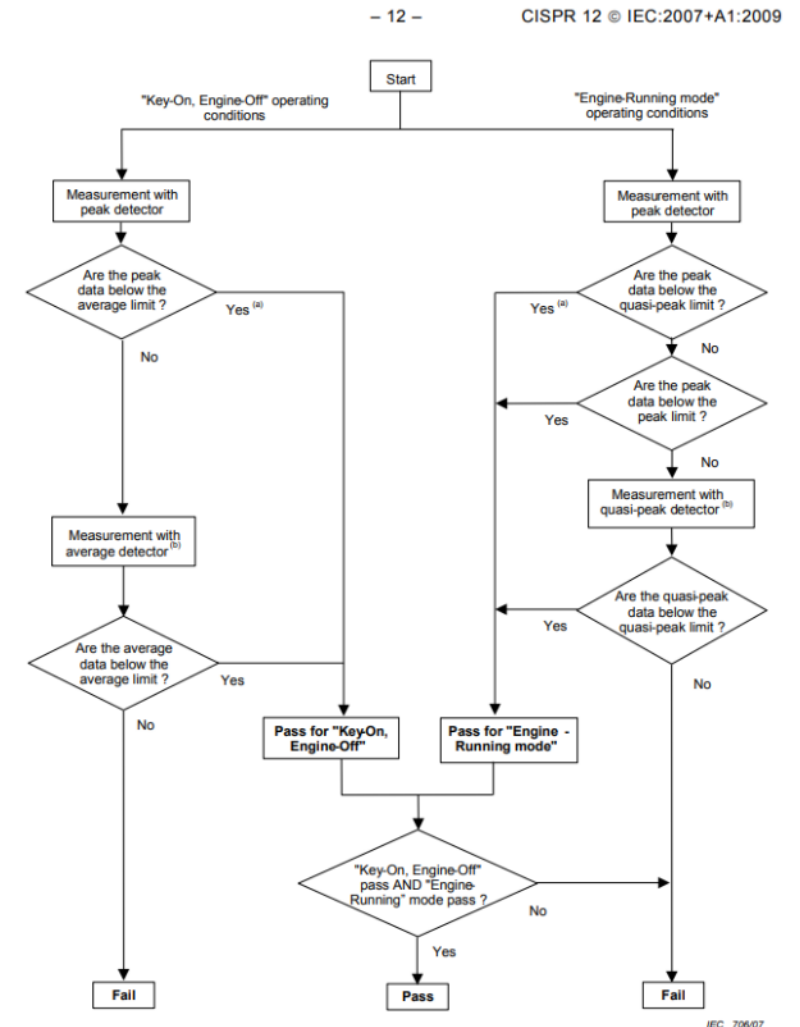 – 12 –
CISPR 12 © IEC:2007+A1:2009
Start
"Key-On, Engine-Off" operating
conditions
"Engine-Running mode"
operating conditions
Measurement with
peak detector
Measurement with
peak detector
Are the peak
data below the
average limit ?
Yes (a)
No
Are the peak
data below the
quasi-peak limit ?
Yes (a)
No
Are the peak
data below the
peak limit ?
Yes
No
Measurement with
average detector(b)
Measurement with
quasi-peak detector (b)
Are the average
data below the
average limit ?
Yes
No
Are the quasi-peak
data below the
quasi-peak limit ?
Yes
No
Pass for "Key-On,
Engine-Off"
Pass for "Engine -
Running mode"
"Key-On, Engine-Off"
pass AND "Engine-
Running" mode pass ?
No
Yes
Fail
Pass
Fail
IEC 706/07